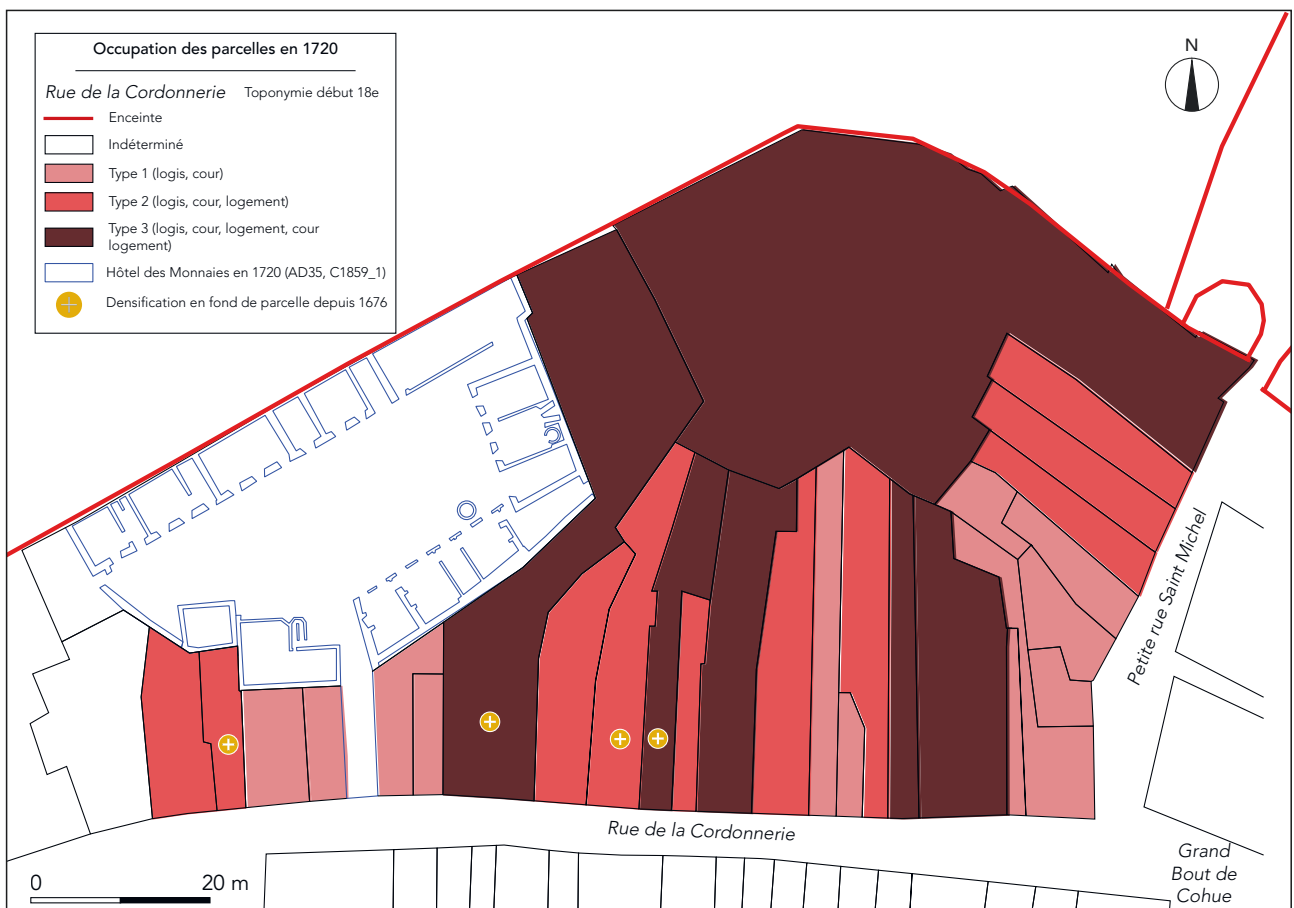 Occupation des parcelles en 1720
Rue de la Cordonnerie Toponymie début 18e
Enceinte
Indéterminé
Type 1 (logis, cour)
Type 2 (logis, cour, logement)
Type 3 (logis, cour, logement, cour
logement)
Hôtel des Monnaies en 1720 (AD35, C1859_1)
Densification en fond de parcelle depuis 1676
N
Petite rue Saint Michel
Rue de la Cordonnerie
Grand
Bout de
Cohue
0 20 m